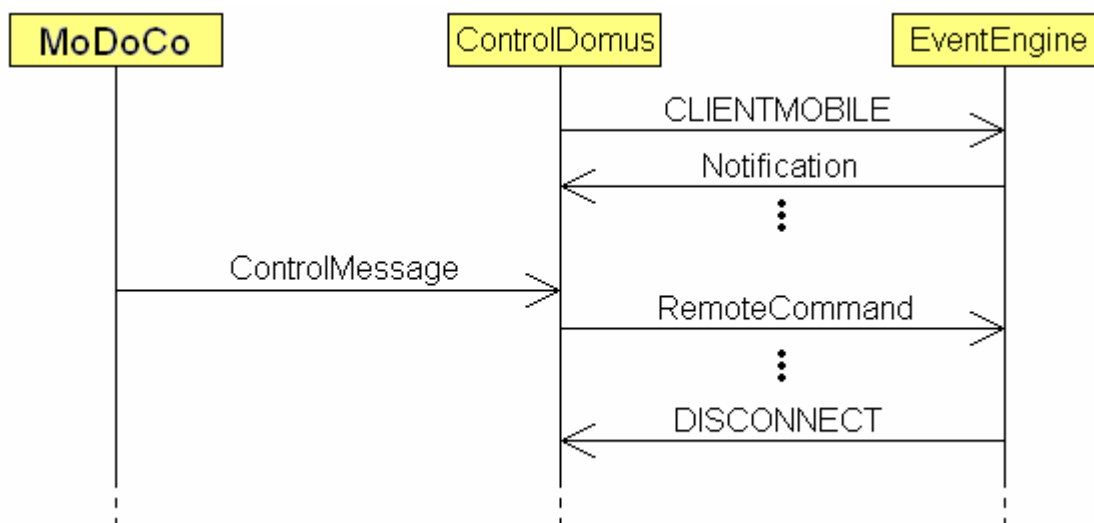 MoDoCo
ControlDomus
EventEngine
CLIENTMOBILE
Notification
ControlMessage
RemoteCommand
DISCONNECT